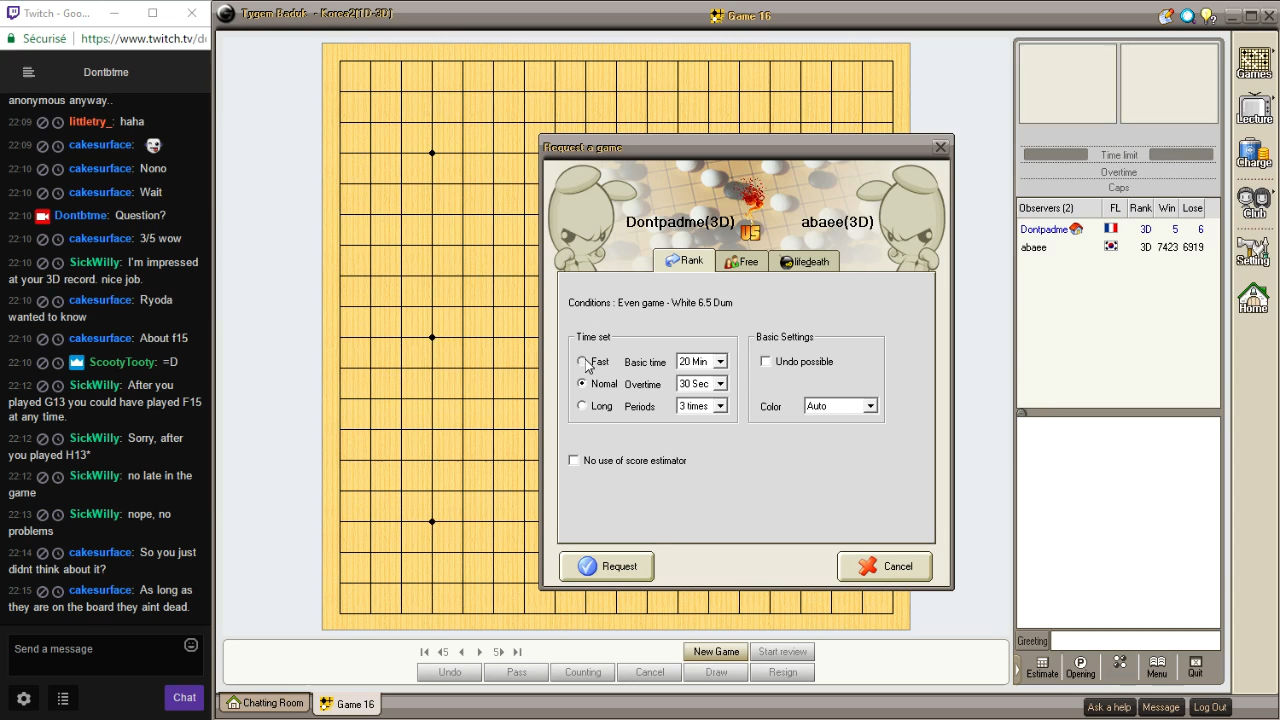 Twitch - Goo...
Sécurisé
https://www.twitch.tv/d
Dontbtme
anonymous anyway..
22:09 littletry_: haha
22:09 cakesurface:
22:10 cakesurface: Nono
22:10 cakesurface: Wait
22:10 Dontbtme: Question?
22:10 cakesurface: 3/5 wow
22:10 SickWilly: I'm impressed
at your 3D record. nice job.
22:10 cakesurface: Ryoda
wanted to know
22:10 cakesurface: About f15
22:10 ScootyTooty: =D
22:10 SickWilly: After you
played G13 you could have played F15
at any time.
22:12 SickWilly: Sorry, after
you played H13*
22:12 SickWilly: no late in the
game
22:13 SickWilly: nope, no
problems
22:14 cakesurface: So you just
didnt think about it?
22:15 cakesurface: As long as
they are on the board they aint dead.
Send a message
Chat
Tygem Baduk - Korea2[1D-3D]
Game 16
Request a game
Dontpadme(3D)
US
abaee(3D)
Rank
Free
lifedeath
Conditions : Even game - White 6.5 Dum
Time set
Fast Basic time 20 Min
Nomal Overtime 30 Sec
Long Periods 3 times
Basic Settings
Undo possible
Color Auto
No use of score estimator
Request
Cancel
45
5
New Game
Start review
Undo
Pass
Counting
Cancel
Draw
Resign
Chatting Room
Game 16
Time limit
Overtime
Caps
Observers (2) FL Rank Win Lose
Dontpadme 3D 5 6
abaee 3D 7423 6919
Greeting
Estimate
Opening
Menu
Quit
Games
Lecture
Charge
Club
Setting
Home
Ask a help
Message
Log Out